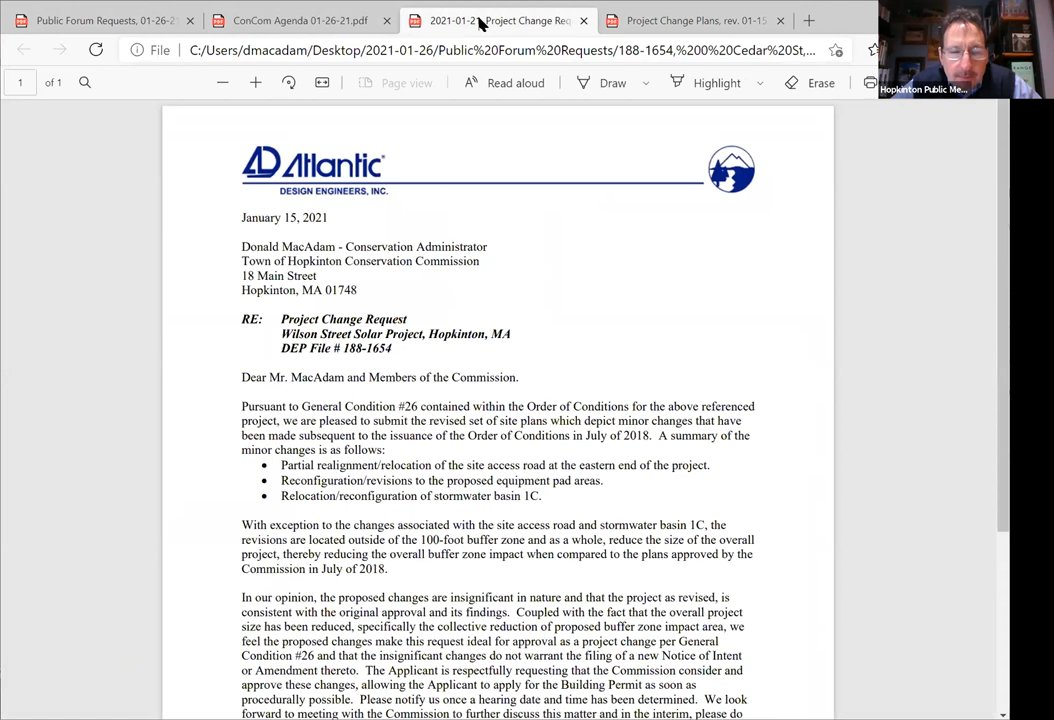 Public Forum Requests, 01-26-2
ConCom Agenda 01-26-21.pdf
2021-01-21, Project Change Req
Project Change Plans, rev. 01-15
File
C:/Users/dmacadam/Desktop/2021-01-26/Public%20Forum%20Requests/188-1654,%200%20Cedar%20St,...
1 of 1
Page view
Read aloud
Draw
Highlight
Erase
Hopkinton Public Me...
Atlantic
DESIGN ENGINEERS, INC.
January 15, 2021
Donald MacAdam - Conservation Administrator
Town of Hopkinton Conservation Commission
18 Main Street
Hopkinton, MA 01748
RE: Project Change Request
Wilson Street Solar Project, Hopkinton, MA
DEP File # 188-1654
Dear Mr. MacAdam and Members of the Commission.
Pursuant to General Condition #26 contained within the Order of Conditions for the above referenced
project, we are pleased to submit the revised set of site plans which depict minor changes that have
been made subsequent to the issuance of the Order of Conditions in July of 2018. A summary of the
minor changes is as follows:
• Partial realignment/relocation of the site access road at the eastern end of the project.
• Reconfiguration/revisions to the proposed equipment pad areas.
• Relocation/reconfiguration of stormwater basin 1C.
With exception to the changes associated with the site access road and stormwater basin 1C, the
revisions are located outside of the 100-foot buffer zone and as a whole, reduce the size of the overall
project, thereby reducing the overall buffer zone impact when compared to the plans approved by the
Commission in July of 2018.
In our opinion, the proposed changes are insignificant in nature and that the project as revised, is
consistent with the original approval and its findings. Coupled with the fact that the overall project
size has been reduced, specifically the collective reduction of proposed buffer zone impact area, we
feel the proposed changes make this request ideal for approval as a project change per General
Condition #26 and that the insignificant changes do not warrant the filing of a new Notice of Intent
or Amendment thereto. The Applicant is respectfully requesting that the Commission consider and
approve these changes, allowing the Applicant to apply for the Building Permit as soon as
procedurally possible. Please notify us once a hearing date and time has been determined. We look
forward to meeting with the Commission to further discuss this matter and in the interim, please do